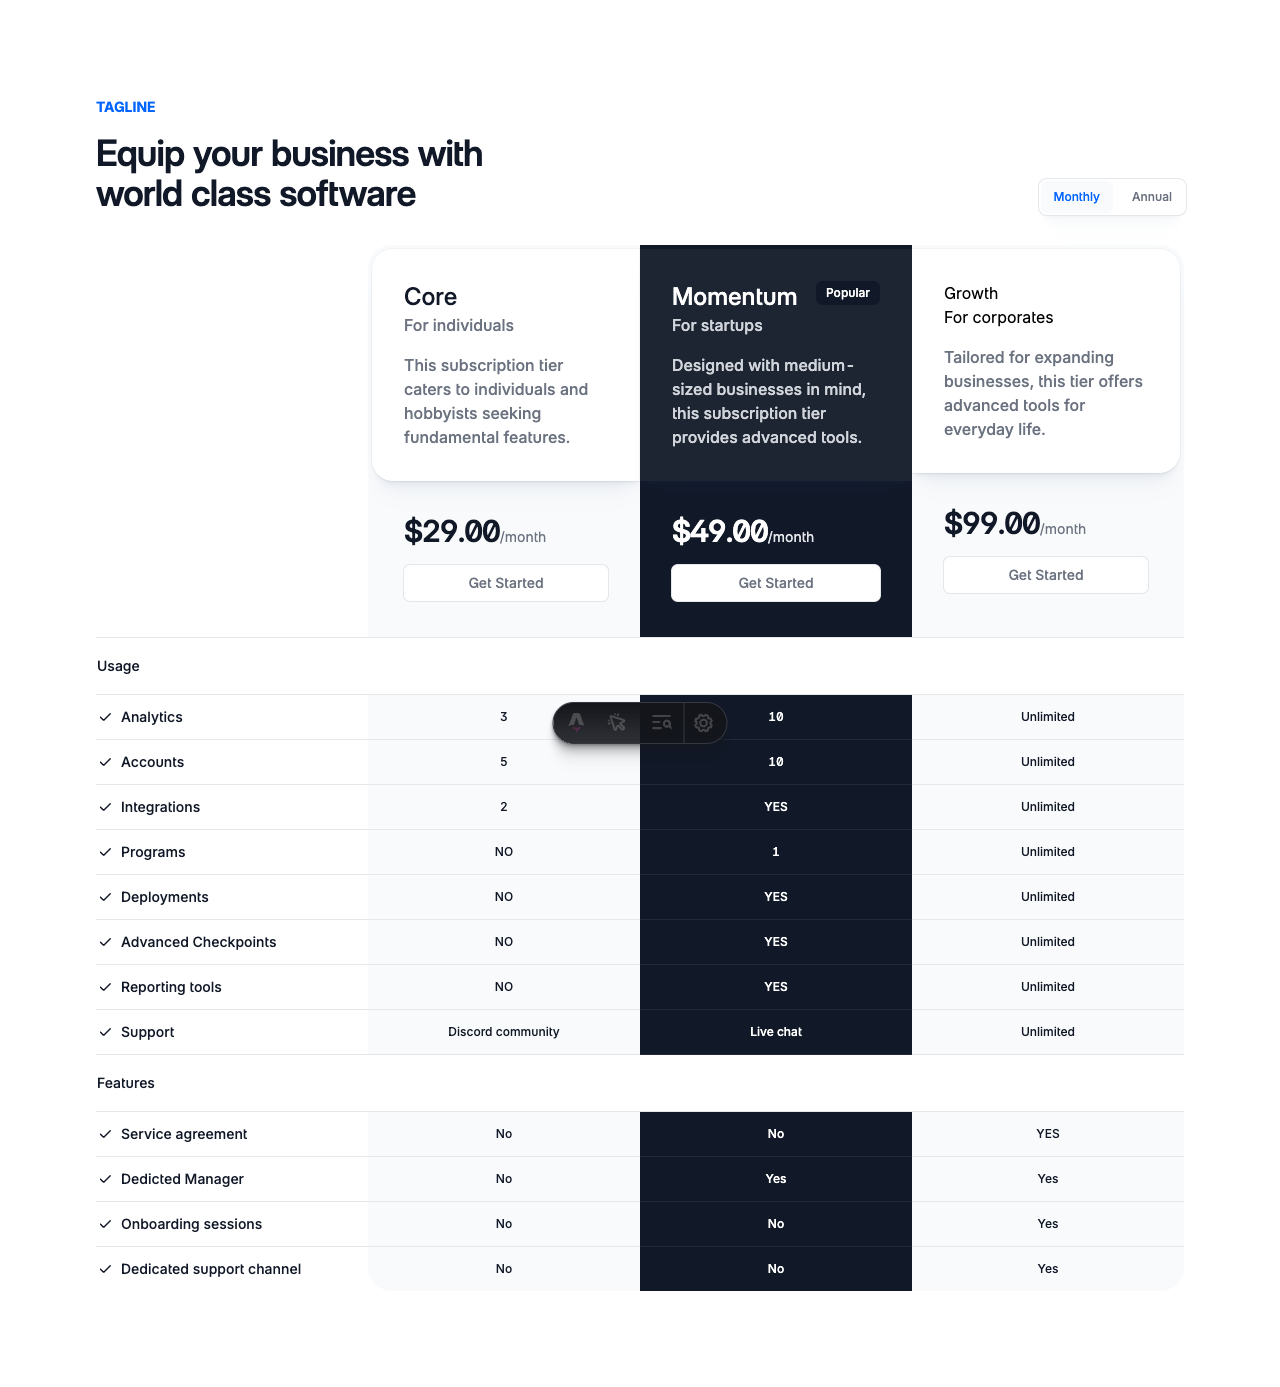 TAGLINE
Equip your business with
world class software
Monthly Annual
Core
For individuals
This subscription tier
caters to individuals and
hobbyists seeking
fundamental features.
Momentum Popular
For startups
Designed with medium-
sized businesses in mind,
this subscription tier
provides advanced tools.
Growth
For corporates
Tailored for expanding
businesses, this tier offers
advanced tools for
everyday life.
$29.00/month
Get Started
$49.00/month
Get Started
$99.00/month
Get Started
Usage
Analytics 3 10 Unlimited
Accounts 5 10 Unlimited
Integrations 2 YES Unlimited
Programs NO 1 Unlimited
Deployments NO YES Unlimited
Advanced Checkpoints NO YES Unlimited
Reporting tools NO YES Unlimited
Support Discord community Live chat Unlimited
Features
Service agreement No No YES
Dedicted Manager No Yes Yes
Onboarding sessions No No Yes
Dedicated support channel No No Yes